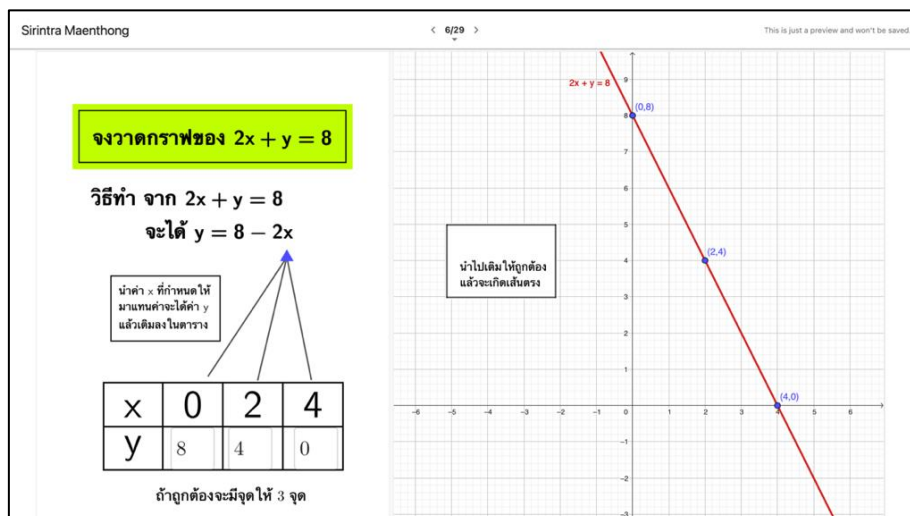 Sirintra Maenthong
6/29
This is just a preview and won't be saved.
จงวาดกราฟของ 2x + y = 8
วิธีทำ จาก 2x + y = 8
จะได้ y = 8 − 2x
นำค่า x ที่กำหนดให้
มาแทนค่าจะได้ค่า y
แล้วเติมลงในตาราง
x 0 2 4
y 8 4 0
ถ้าถูกต้องจะมีจุดให้ 3 จุด
นำไปเติมให้ถูกต้อง
แล้วจะเกิดเส้นตรง
2x + y = 8
(0,8)
(2,4)
(4,0)
9
8
7
6
5
4
3
2
1
−6 −5 −4 −3 −2 −1 0 1 2 3 4 5 6
−1
−2
−3